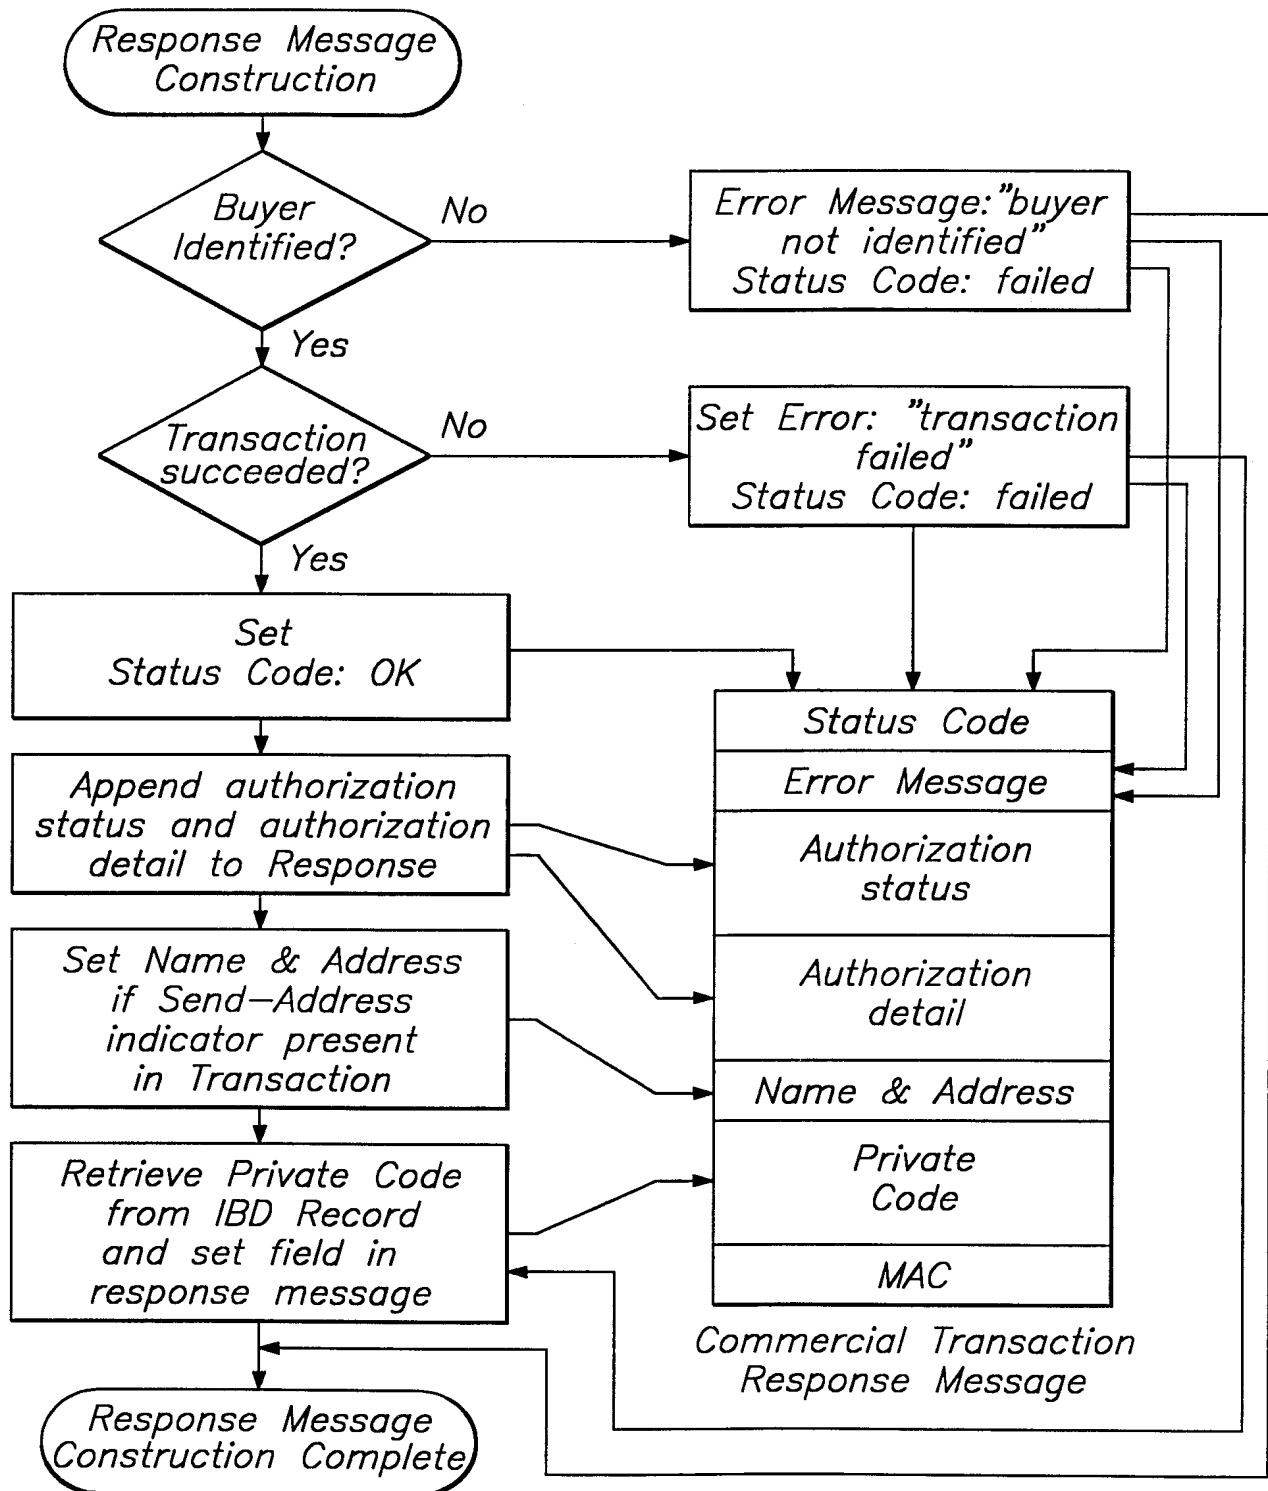 Response Message
Construction
Buyer
Identified?
No
Error Message:"buyer
not identified"
Status Code: failed
Yes
Transaction
succeeded?
No
Set Error: "transaction
failed"
Status Code: failed
Yes
Set
Status Code: OK
Append authorization
status and authorization
detail to Response
Set Name & Address
if Send-Address
indicator present
in Transaction
Retrieve Private Code
from IBD Record
and set field in
response message
Response Message
Construction Complete
Status Code
Error Message
Authorization
status
Authorization
detail
Name & Address
Private
Code
MAC
Commercial Transaction
Response Message